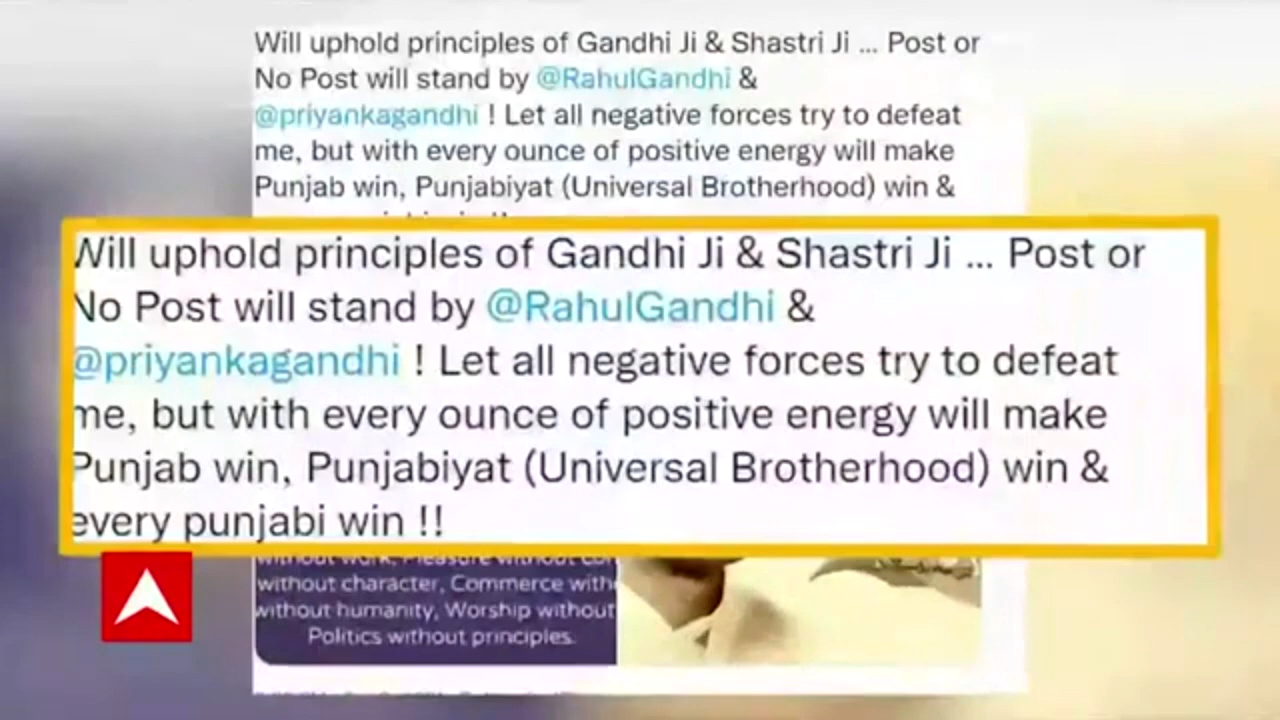 Will uphold principles of Gandhi Ji & Shastri Ji ... Post or
No Post will stand by @RahulGandhi &
@priyankagandhi ! Let all negative forces try to defeat
me, but with every ounce of positive energy will make
Punjab win, Punjabiyat (Universal Brotherhood) win &
Will uphold principles of Gandhi Ji & Shastri Ji ... Post or
No Post will stand by @RahulGandhi &
@priyankagandhi ! Let all negative forces try to defeat
me, but with every ounce of positive energy will make
Punjab win, Punjabiyat (Universal Brotherhood) win &
every punjabi win !!
without work, Pleasure without
without character, Commerce
without humanity, Worship without
Politics without principles.